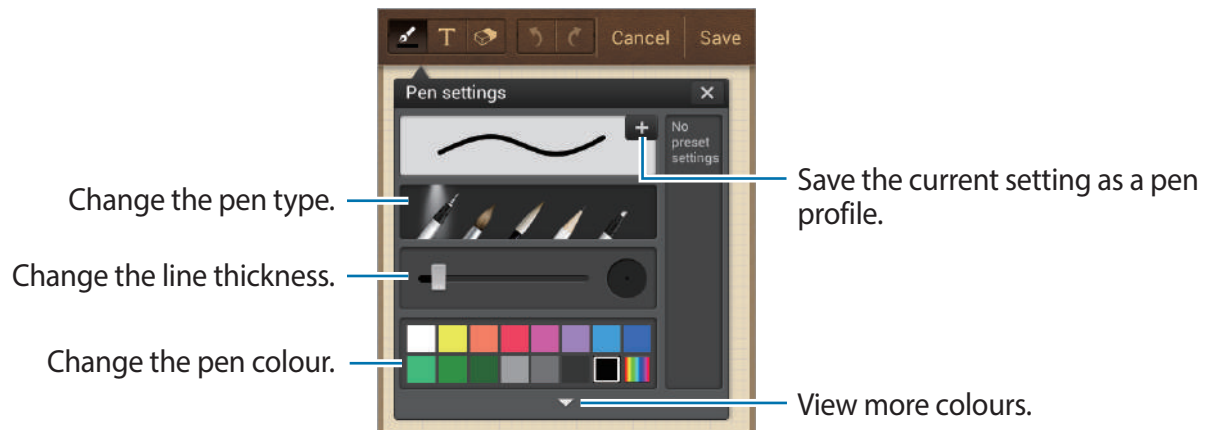 T Cancel Save
Pen settings
No
preset
settings
Change the pen type.
Save the current setting as a pen
profile.
Change the line thickness.
Change the pen colour.
View more colours.